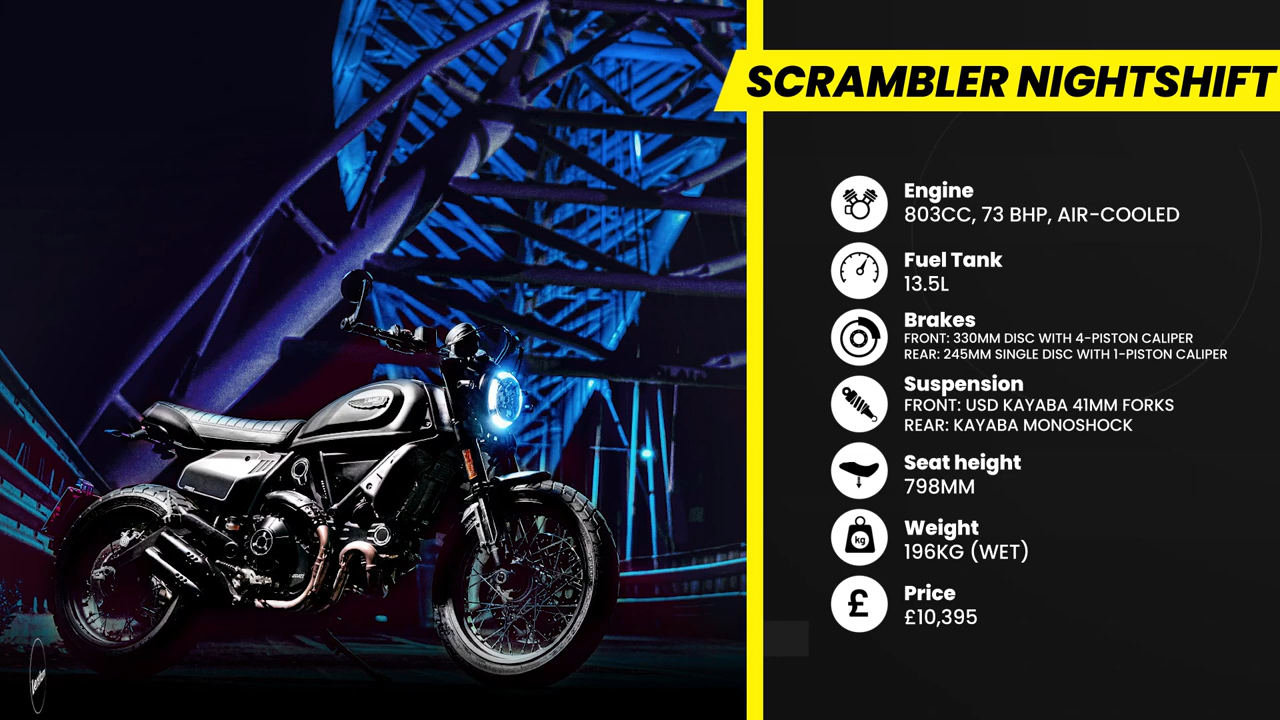 SCRAMBLER NIGHTSHIFT
Engine
803CC, 73 BHP, AIR-COOLED
Fuel Tank
13.5L
Brakes
FRONT: 330MM DISC WITH 4-PISTON CALIPER
REAR: 245MM SINGLE DISC WITH 1-PISTON CALIPER
Suspension
FRONT: USD KAYABA 41MM FORKS
REAR: KAYABA MONOSHOCK
Seat height
798MM
kg
Weight
196KG (WET)
£
Price
£10,395